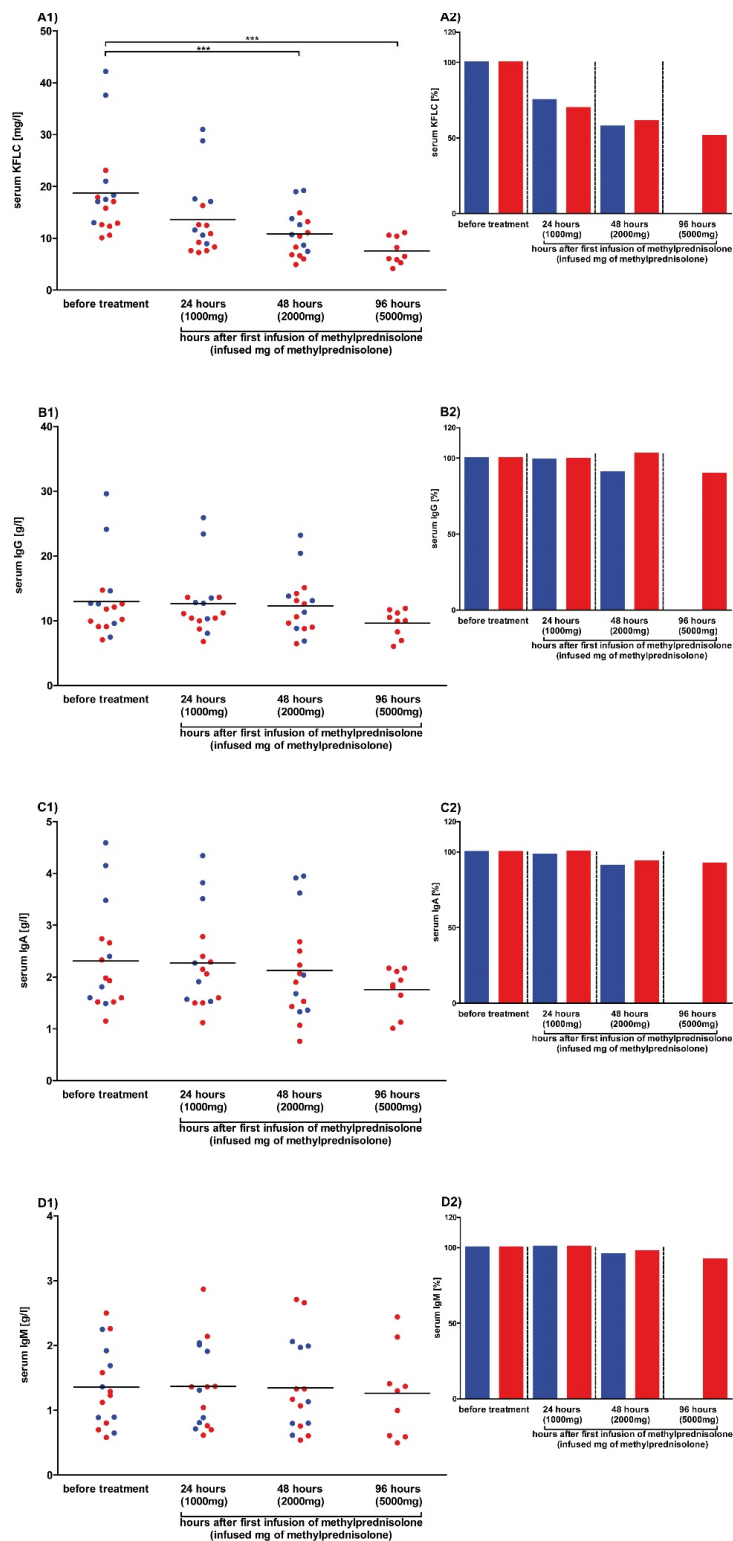 A1)
***
***
serum KFLC [mg/l]
50
40
30
20
10
0
before treatment
24 hours
(1000mg)
48 hours
(2000mg)
96 hours
(5000mg)
hours after first infusion of methylprednisolone
(infused mg of methylprednisolone)
A2)
serum KFLC [%]
120
100
50
0
before treatment
24 hours
(1000mg)
48 hours
(2000mg)
96 hours
(5000mg)
hours after first infusion of methylprednisolone
(infused mg of methylprednisolone)
B1)
serum IgG [g/l]
40
30
20
10
0
before treatment
24 hours
(1000mg)
48 hours
(2000mg)
96 hours
(5000mg)
hours after first infusion of methylprednisolone
(infused mg of methylprednisolone)
B2)
serum IgG [%]
120
100
50
0
before treatment
24 hours
(1000mg)
48 hours
(2000mg)
96 hours
(5000mg)
hours after first infusion of methylprednisolone
(infused mg of methylprednisolone)
C1)
serum IgA [g/l]
5
4
3
2
1
0
before treatment
24 hours
(1000mg)
48 hours
(2000mg)
96 hours
(5000mg)
hours after first infusion of methylprednisolone
(infused mg of methylprednisolone)
C2)
serum IgA [%]
120
100
50
0
before treatment
24 hours
(1000mg)
48 hours
(2000mg)
96 hours
(5000mg)
hours after first infusion of methylprednisolone
(infused mg of methylprednisolone)
D1)
serum IgM [g/l]
4
3
2
1
0
before treatment
24 hours
(1000mg)
48 hours
(2000mg)
96 hours
(5000mg)
hours after first infusion of methylprednisolone
(infused mg of methylprednisolone)
D2)
serum IgM [%]
120
100
50
0
before treatment
24 hours
(1000mg)
48 hours
(2000mg)
96 hours
(5000mg)
hours after first infusion of methylprednisolone
(infused mg of methylprednisolone)